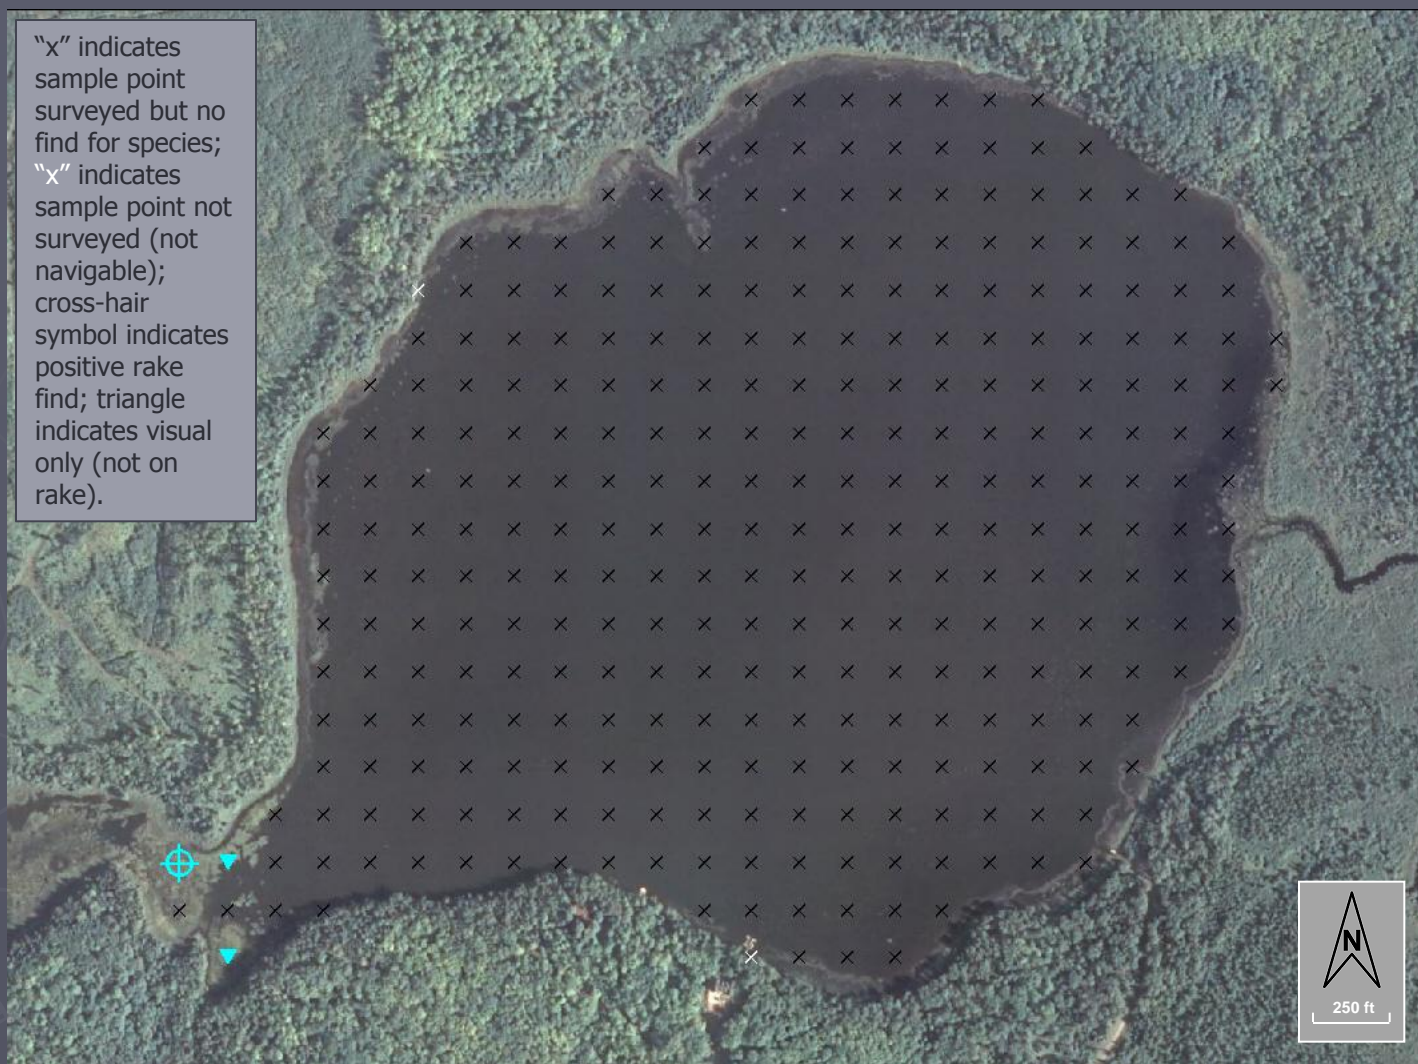 “x” indicates
sample point
surveyed but no
find for species;
“x” indicates
sample point not
surveyed (not
navigable);
cross-hair
symbol indicates
positive rake
find; triangle
indicates visual
only (not on
rake).
N
250 ft